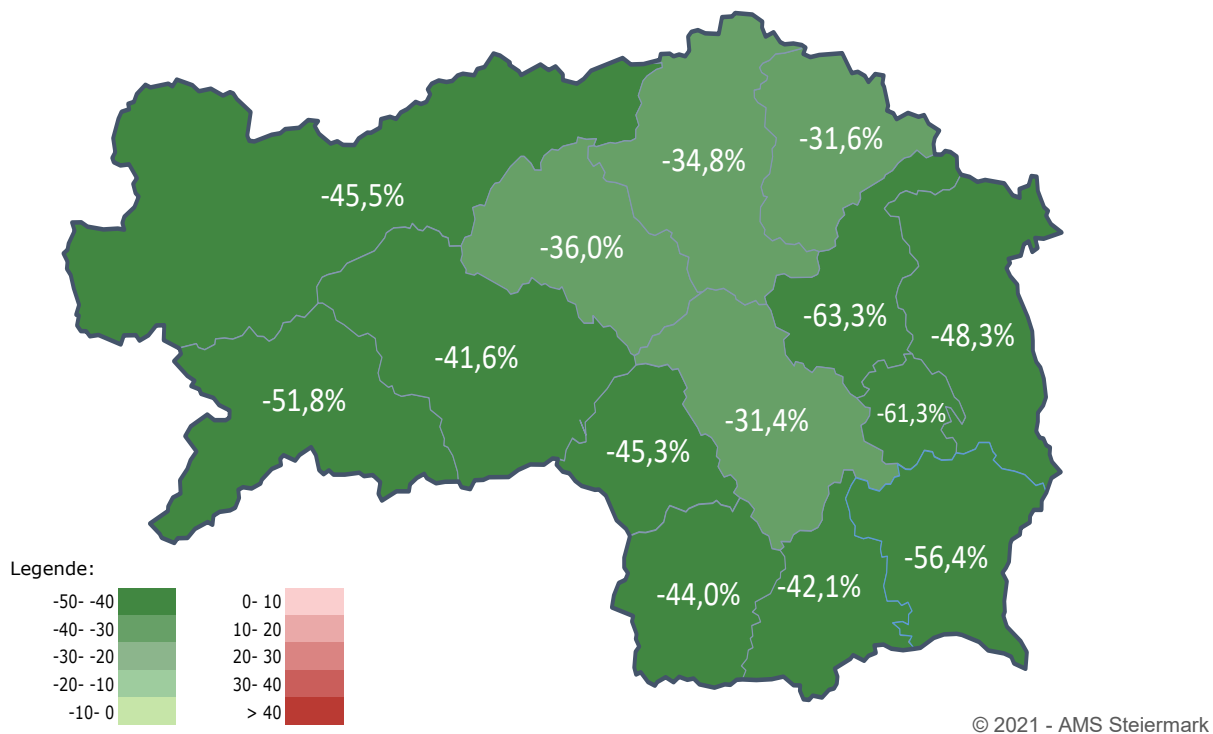 -31,6%
-34,8%
-45,5%
-36,0%
-63,3%
-48,3%
-41,6%
-51,8%
-61,3%
-31,4%
-45,3%
-56,4%
-42,1%
-44,0%
Legende:
-50- -40 0- 10
-40- -30 10- 20
-30- -20 20- 30
-20- -10 30- 40
-10- 0 > 40
© 2021 - AMS Steiermark